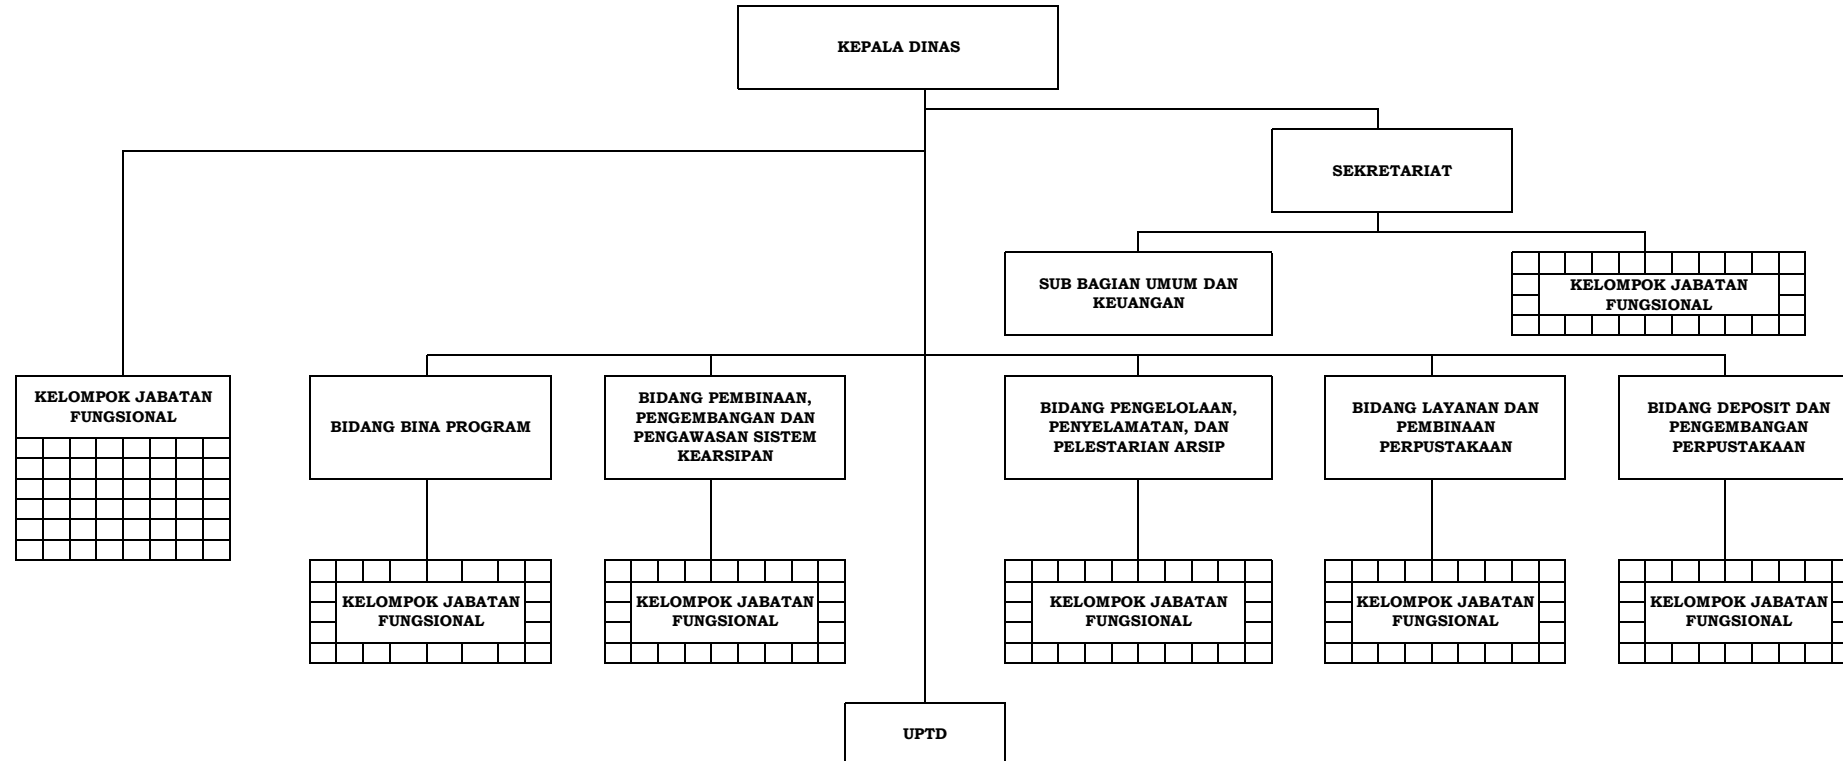 KEPALA DINAS
SEKRETARIAT
SUB BAGIAN UMUM DAN
KEUANGAN
KELOMPOK JABATAN
FUNGSIONAL
KELOMPOK JABATAN
FUNGSIONAL
BIDANG BINA PROGRAM
BIDANG PEMBINAAN,
PENGEMBANGAN DAN
PENGAWASAN SISTEM
KEARSIPAN
BIDANG PENGELOLAAN,
PENYELAMATAN, DAN
PELESTARIAN ARSIP
BIDANG LAYANAN DAN
PEMBINAAN
PERPUSTAKAAN
BIDANG DEPOSIT DAN
PENGEMBANGAN
PERPUSTAKAAN
KELOMPOK JABATAN
FUNGSIONAL
KELOMPOK JABATAN
FUNGSIONAL
KELOMPOK JABATAN
FUNGSIONAL
KELOMPOK JABATAN
FUNGSIONAL
KELOMPOK JABATAN
FUNGSIONAL
UPTD